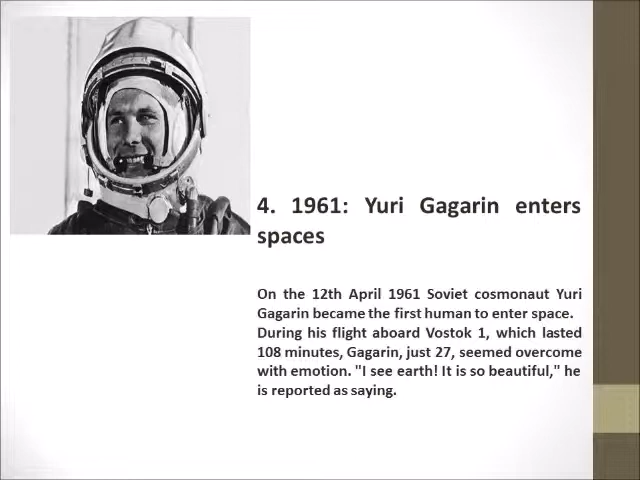 4. 1961: Yuri Gagarin enters
spaces
On the 12th April 1961 Soviet cosmonaut Yuri
Gagarin became the first human to enter space.
During his flight aboard Vostok 1, which lasted
108 minutes, Gagarin, just 27, seemed overcome
with emotion. "I see earth! It is so beautiful," he
is reported as saying.